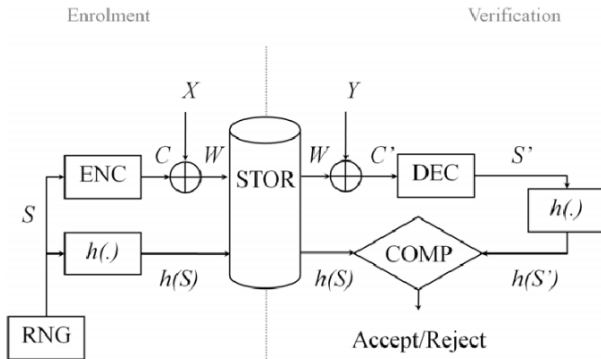 Enrolment
Verification
X
Y
C
W
W
C'
S'
ENC
STOR
DEC
S
h(.)
h(.)
COMP
h(S)
h(S)
h(S')
RNG
Accept/Reject